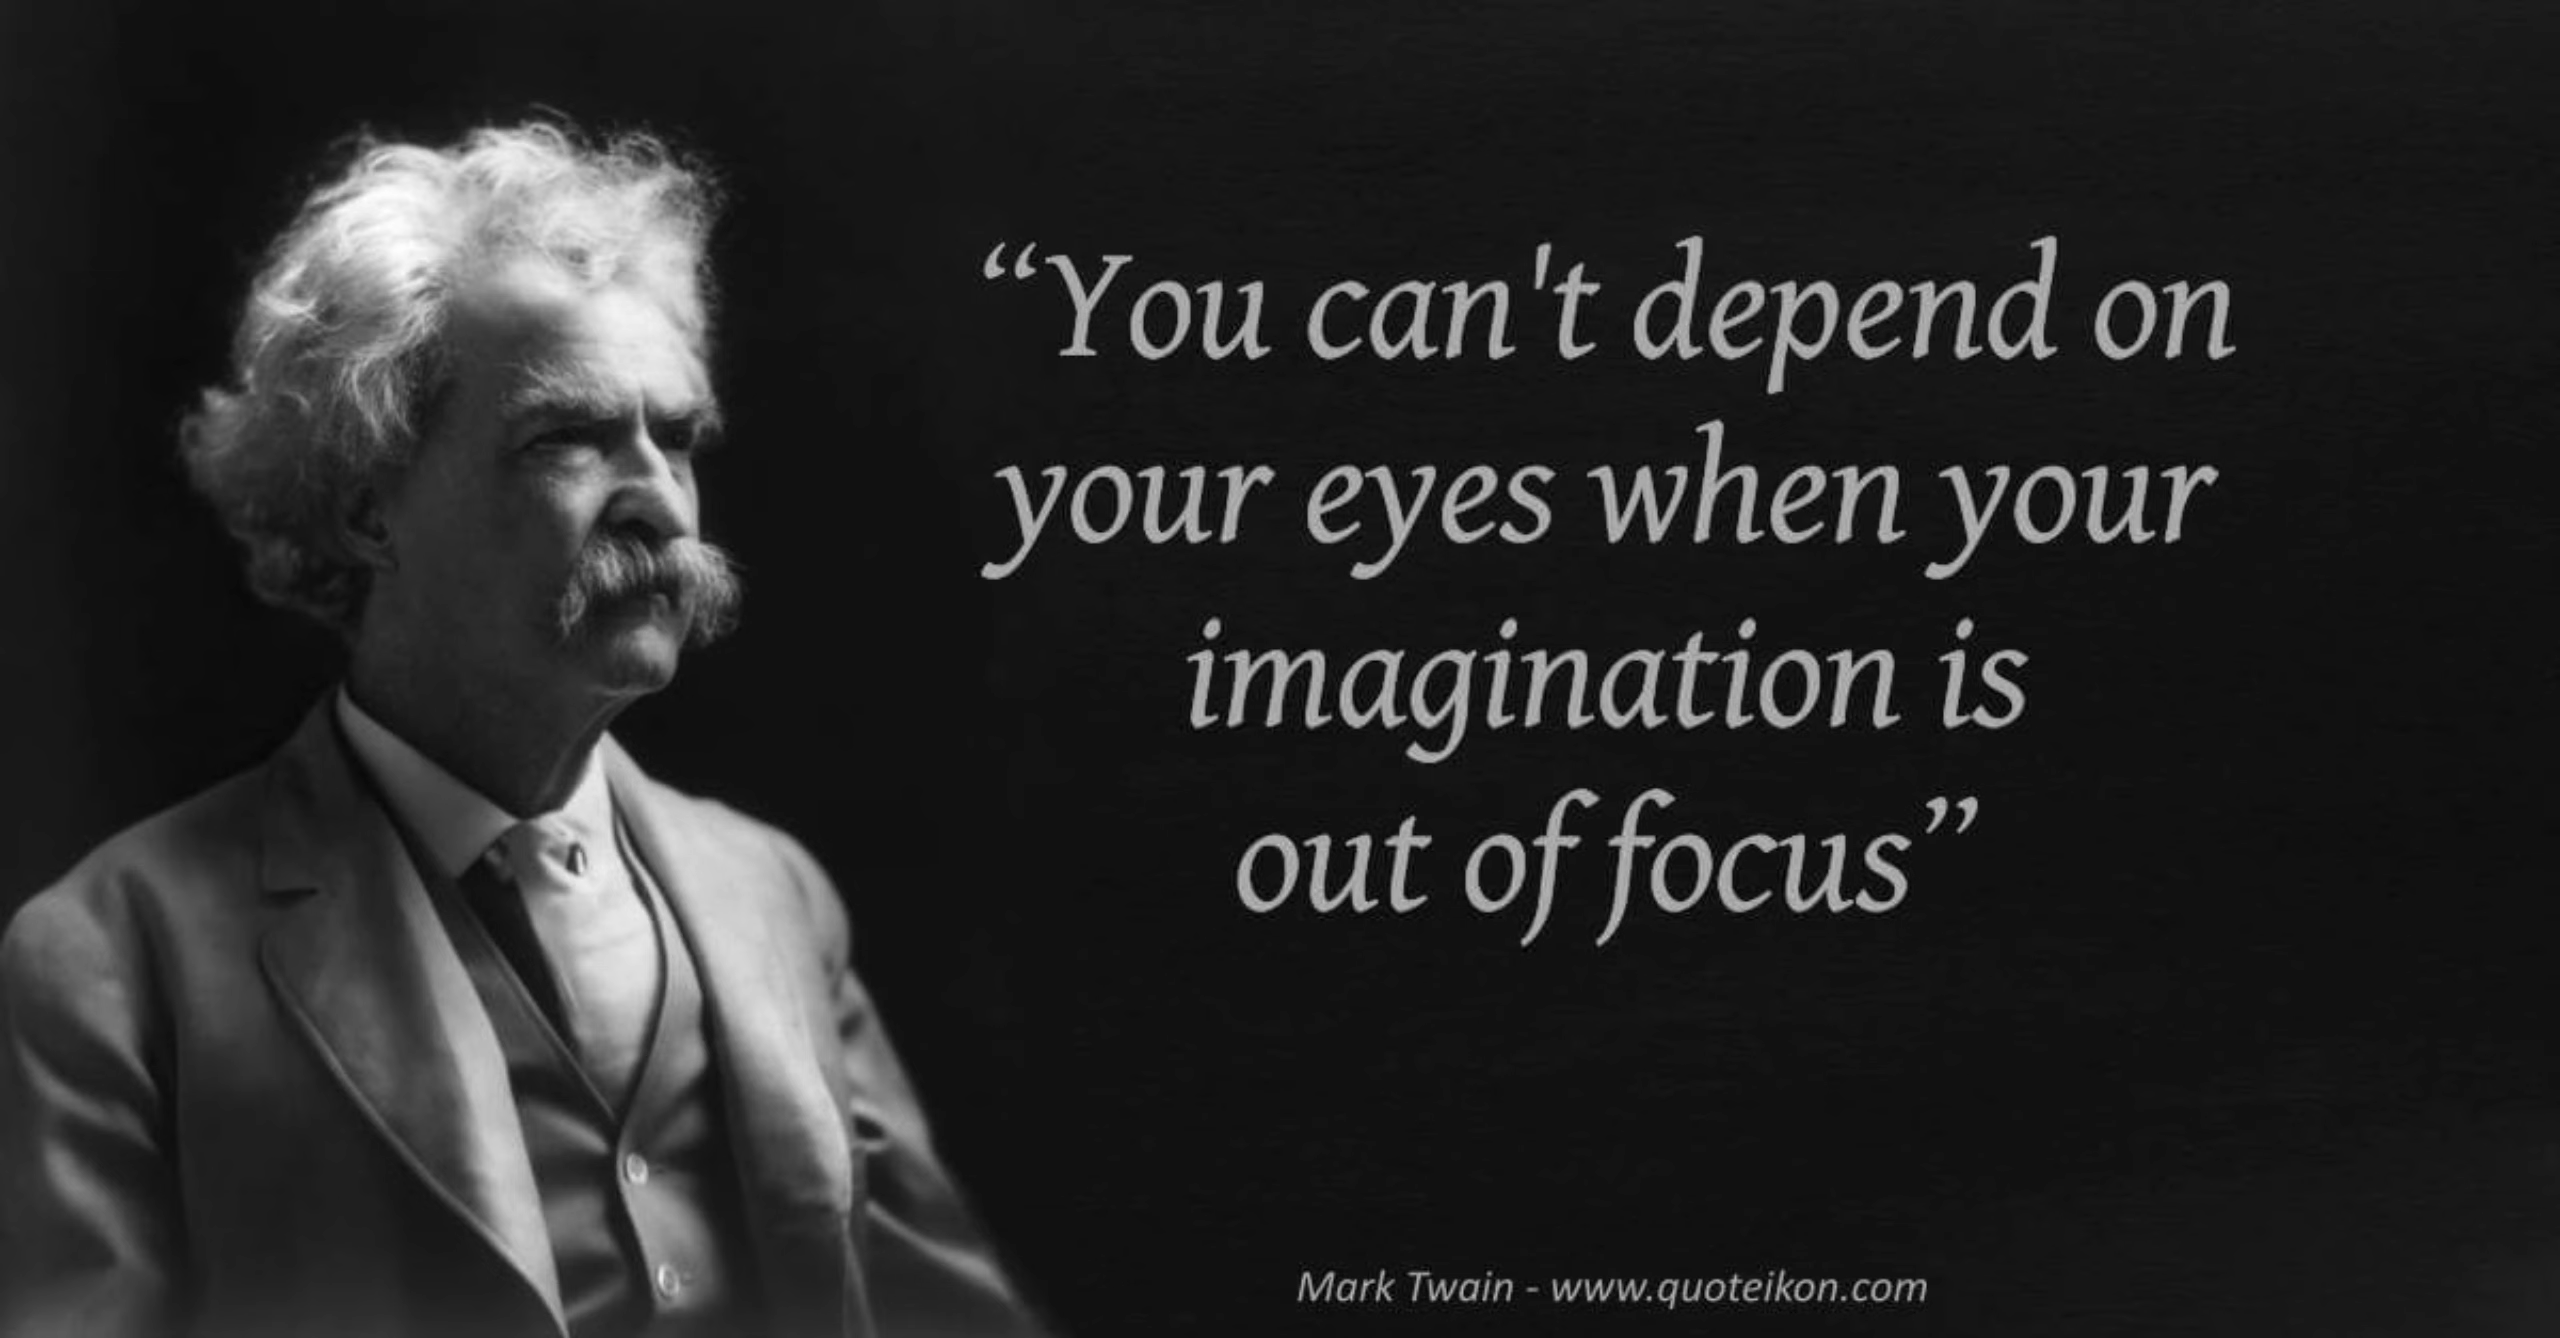 “You can't depend on
your eyes when your
imagination is
out of focus”
Mark Twain - www.quoteikon.com